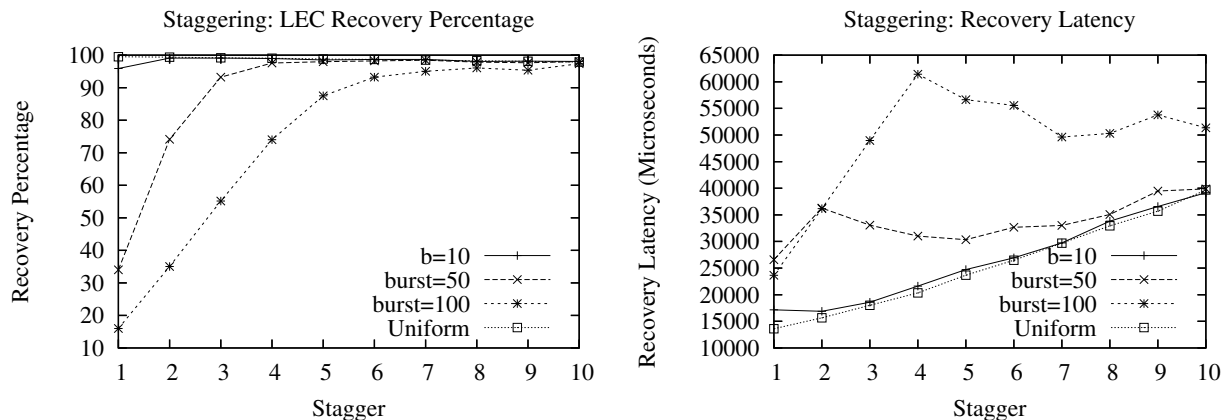 Staggering: LEC Recovery Percentage
Recovery Percentage
100
90
80
70
60
50
40
30
20
10
b=10
burst=50
burst=100
Uniform
1 2 3 4 5 6 7 8 9 10
Stagger
Staggering: Recovery Latency
Recovery Latency (Microseconds)
65000
60000
55000
50000
45000
40000
35000
30000
25000
20000
15000
10000
b=10
burst=50
burst=100
Uniform
1 2 3 4 5 6 7 8 9 10
Stagger